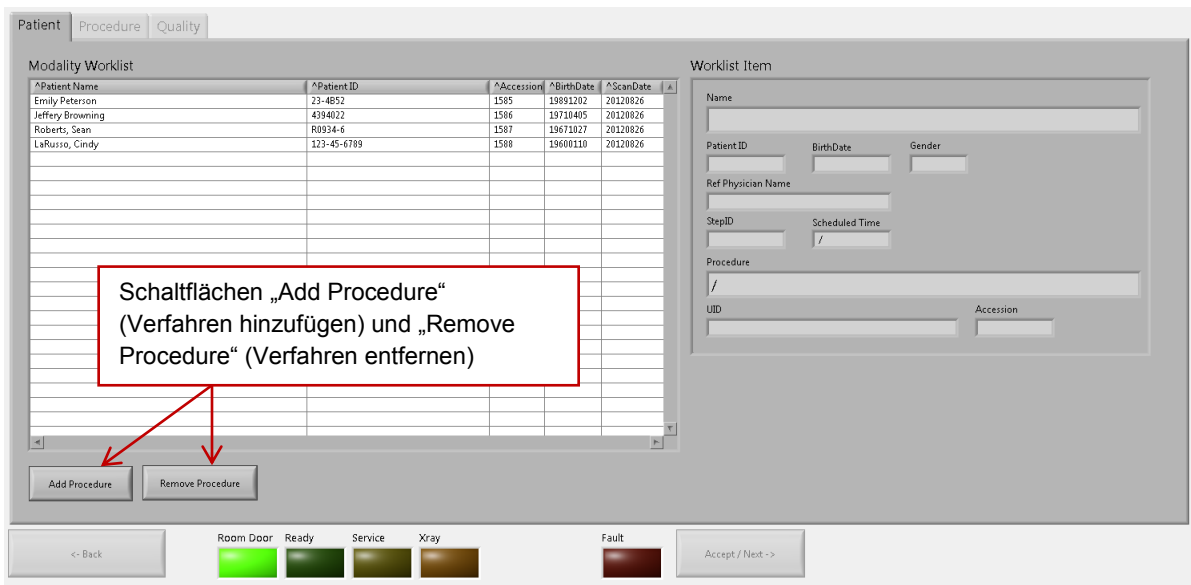 Patient Procedure Quality
Modality Worklist
^Patient Name ^Patient ID ^Accession ^BirthDate ^ScanDate
Emily Peterson 23-4B52 1585 19891202 20120826
Jeffery Browning 4394022 1586 19710405 20120826
Roberts, Sean R0934-6 1587 19671027 20120826
LaRusso, Cindy 123-45-6789 1588 19600110 20120826
Schaltflächen „Add Procedure“
(Verfahren hinzufügen) und „Remove
Procedure“ (Verfahren entfernen)
Add Procedure Remove Procedure
Worklist Item
Name
Patient ID BirthDate Gender
Ref Physician Name
StepID Scheduled Time
/
Procedure
/
UID Accession
<- Back Room Door Ready Service Xray Fault Accept / Next ->